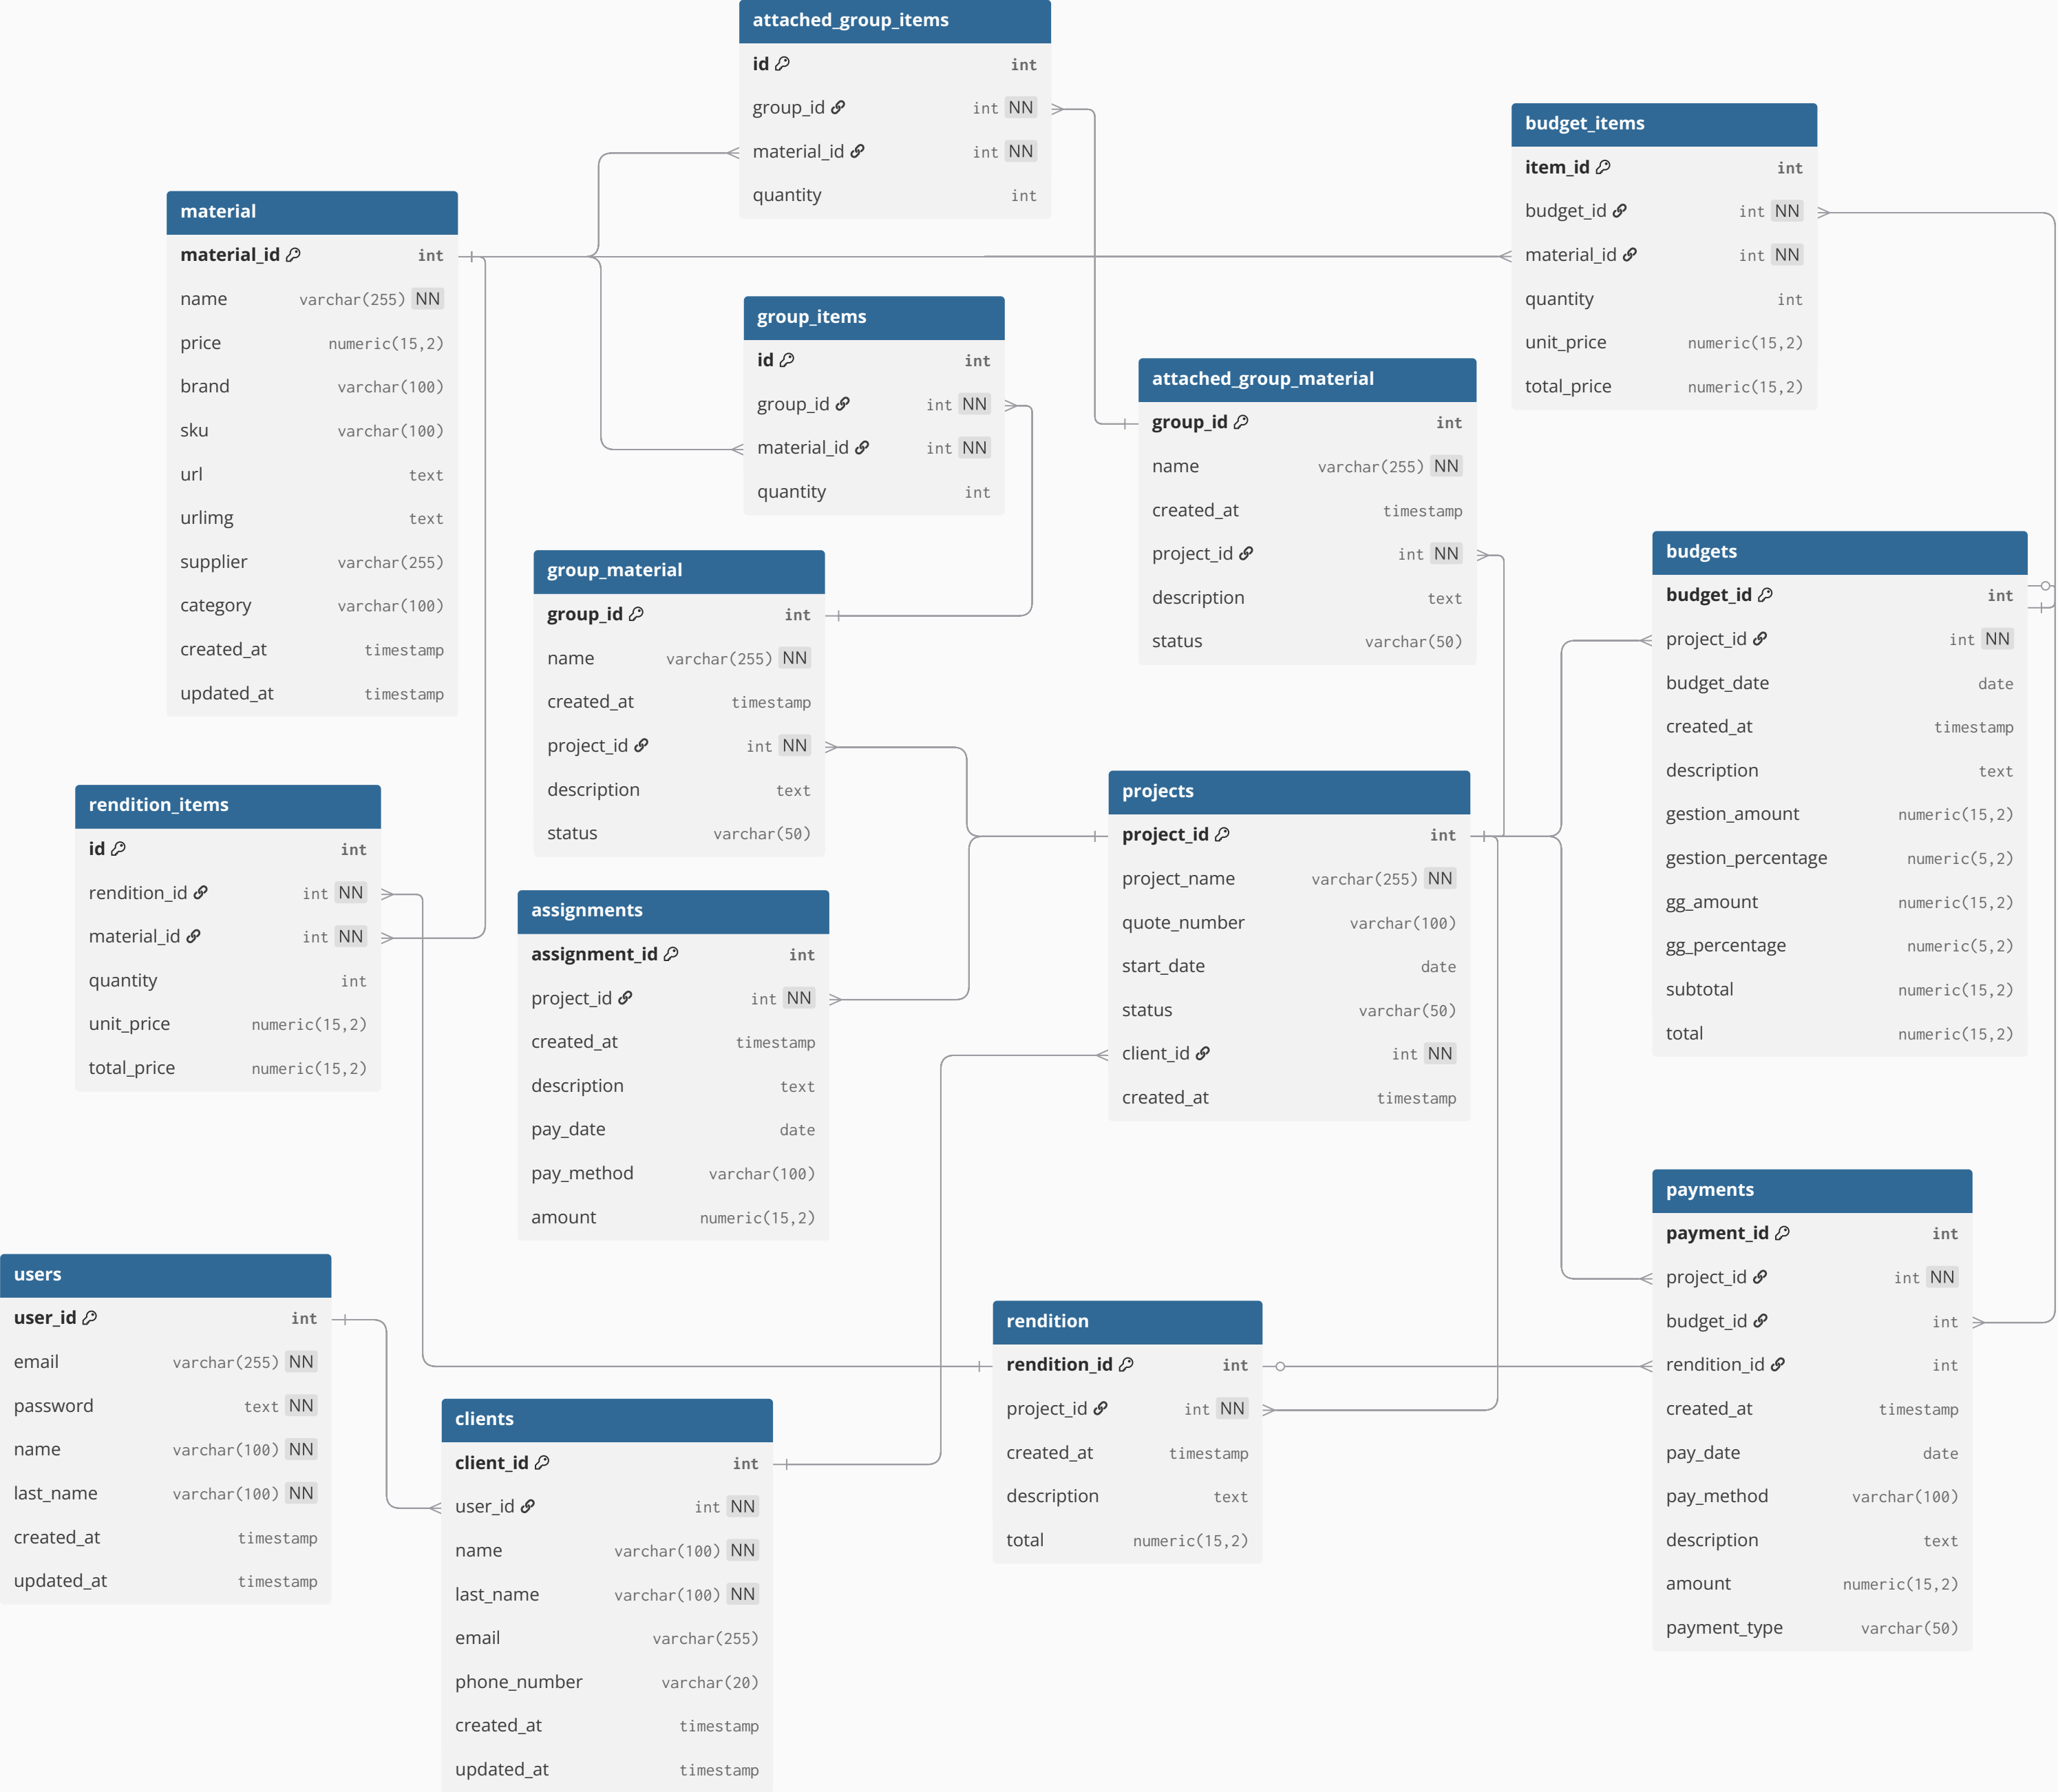 attached_group_items
id int
group_id int NN
material_id int NN
quantity int
budget_items
item_id int
budget_id int NN
material_id int NN
quantity int
unit_price numeric(15,2)
total_price numeric(15,2)
material
material_id int
name varchar(255) NN
price numeric(15,2)
brand varchar(100)
sku varchar(100)
url text
urlimg text
supplier varchar(255)
category varchar(100)
created_at timestamp
updated_at timestamp
group_items
id int
group_id int NN
material_id int NN
quantity int
attached_group_material
group_id int
name varchar(255) NN
created_at timestamp
project_id int NN
description text
status varchar(50)
budgets
budget_id int
project_id int NN
budget_date date
created_at timestamp
description text
gestion_amount numeric(15,2)
gestion_percentage numeric(5,2)
gg_amount numeric(15,2)
gg_percentage numeric(5,2)
subtotal numeric(15,2)
total numeric(15,2)
group_material
group_id int
name varchar(255) NN
created_at timestamp
project_id int NN
description text
status varchar(50)
projects
project_id int
project_name varchar(255) NN
quote_number varchar(100)
start_date date
status varchar(50)
client_id int NN
created_at timestamp
rendition_items
id int
rendition_id int NN
material_id int NN
quantity int
unit_price numeric(15,2)
total_price numeric(15,2)
assignments
assignment_id int
project_id int NN
created_at timestamp
description text
pay_date date
pay_method varchar(100)
amount numeric(15,2)
payments
payment_id int
project_id int NN
budget_id int
rendition_id int
created_at timestamp
pay_date date
pay_method varchar(100)
description text
amount numeric(15,2)
payment_type varchar(50)
users
user_id int
email varchar(255) NN
password text NN
name varchar(100) NN
last_name varchar(100) NN
created_at timestamp
updated_at timestamp
rendition
rendition_id int
project_id int NN
created_at timestamp
description text
total numeric(15,2)
clients
client_id int
user_id int NN
name varchar(100) NN
last_name varchar(100) NN
email varchar(255)
phone_number varchar(20)
created_at timestamp
updated_at timestamp